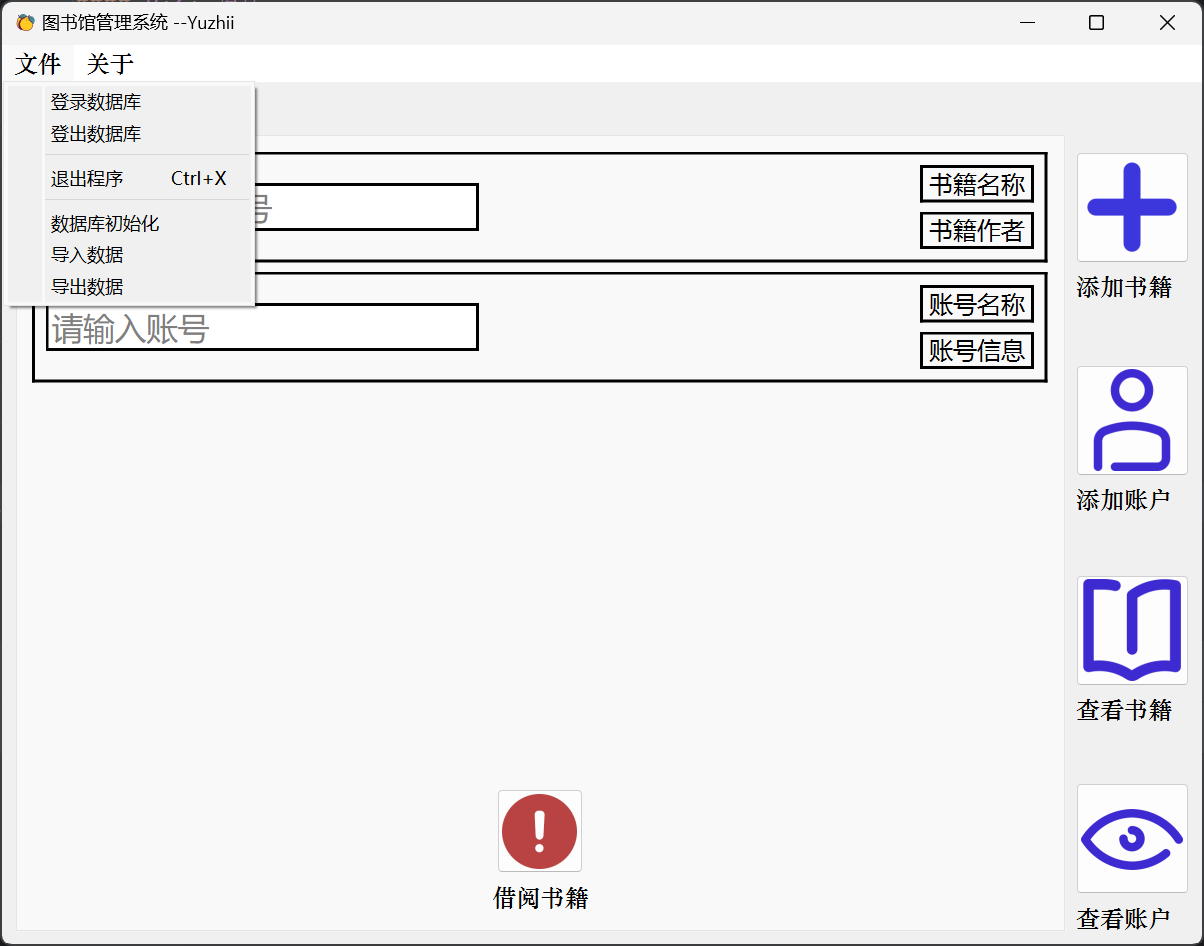 图书馆管理系统 --Yuzhii
文件 关于
登录数据库
登出数据库
退出程序 Ctrl+X
数据库初始化
导入数据
导出数据
号
书籍名称
书籍作者
请输入账号
账号名称
账号信息
添加书籍
添加账户
查看书籍
查看账户
借阅书籍